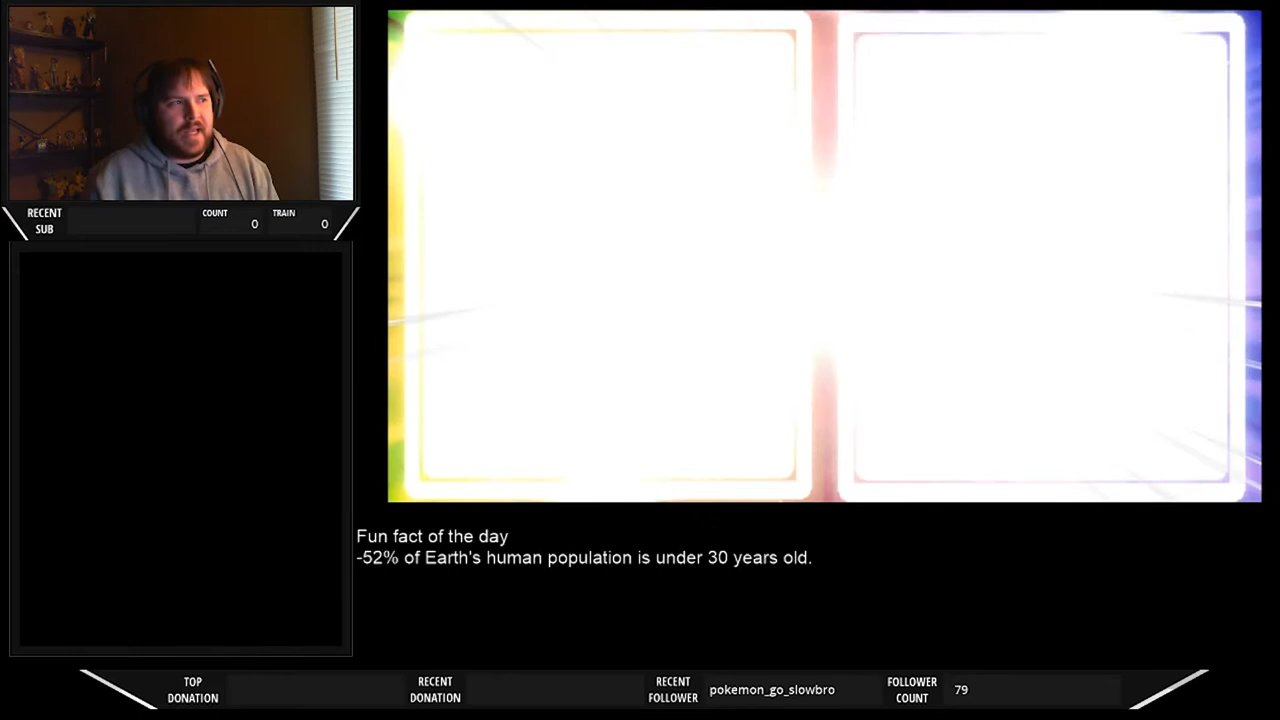 RECENT
SUB
COUNT
0
TRAIN
0
Fun fact of the day
-52% of Earth's human population is under 30 years old.
TOP
DONATION
RECENT
DONATION
RECENT
FOLLOWER
pokemon_go_slowbro
FOLLOWER
COUNT
79